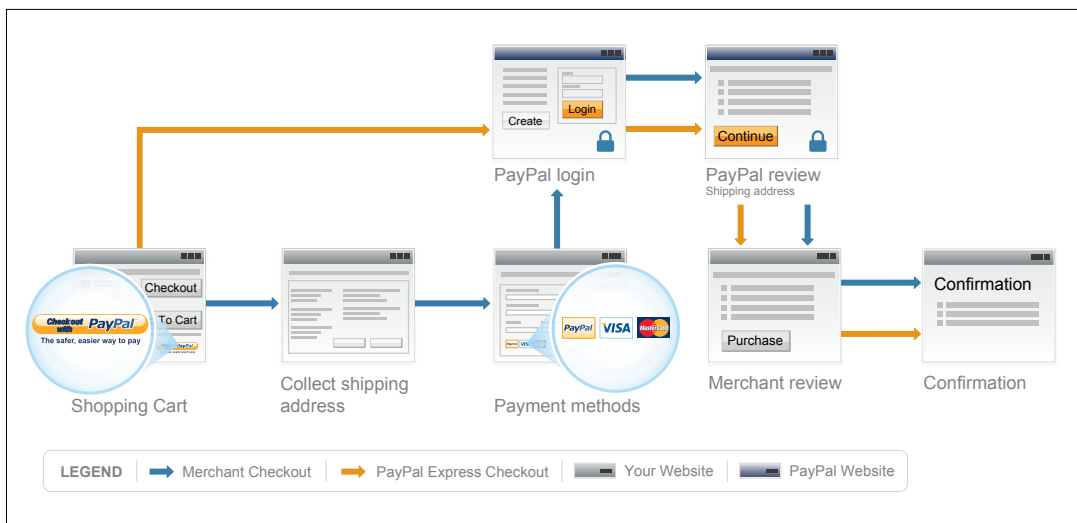 Login
Create
Continue
PayPal login
PayPal review
Shipping address
Checkout
To Cart
Checkout with PayPal
The safer, easier way to pay
PayPal
VISA
MasterCard
PayPal
VISA
Purchase
Confirmation
Shopping Cart
Collect shipping
address
Payment methods
Merchant review
Confirmation
LEGEND
Merchant Checkout
PayPal Express Checkout
Your Website
PayPal Website